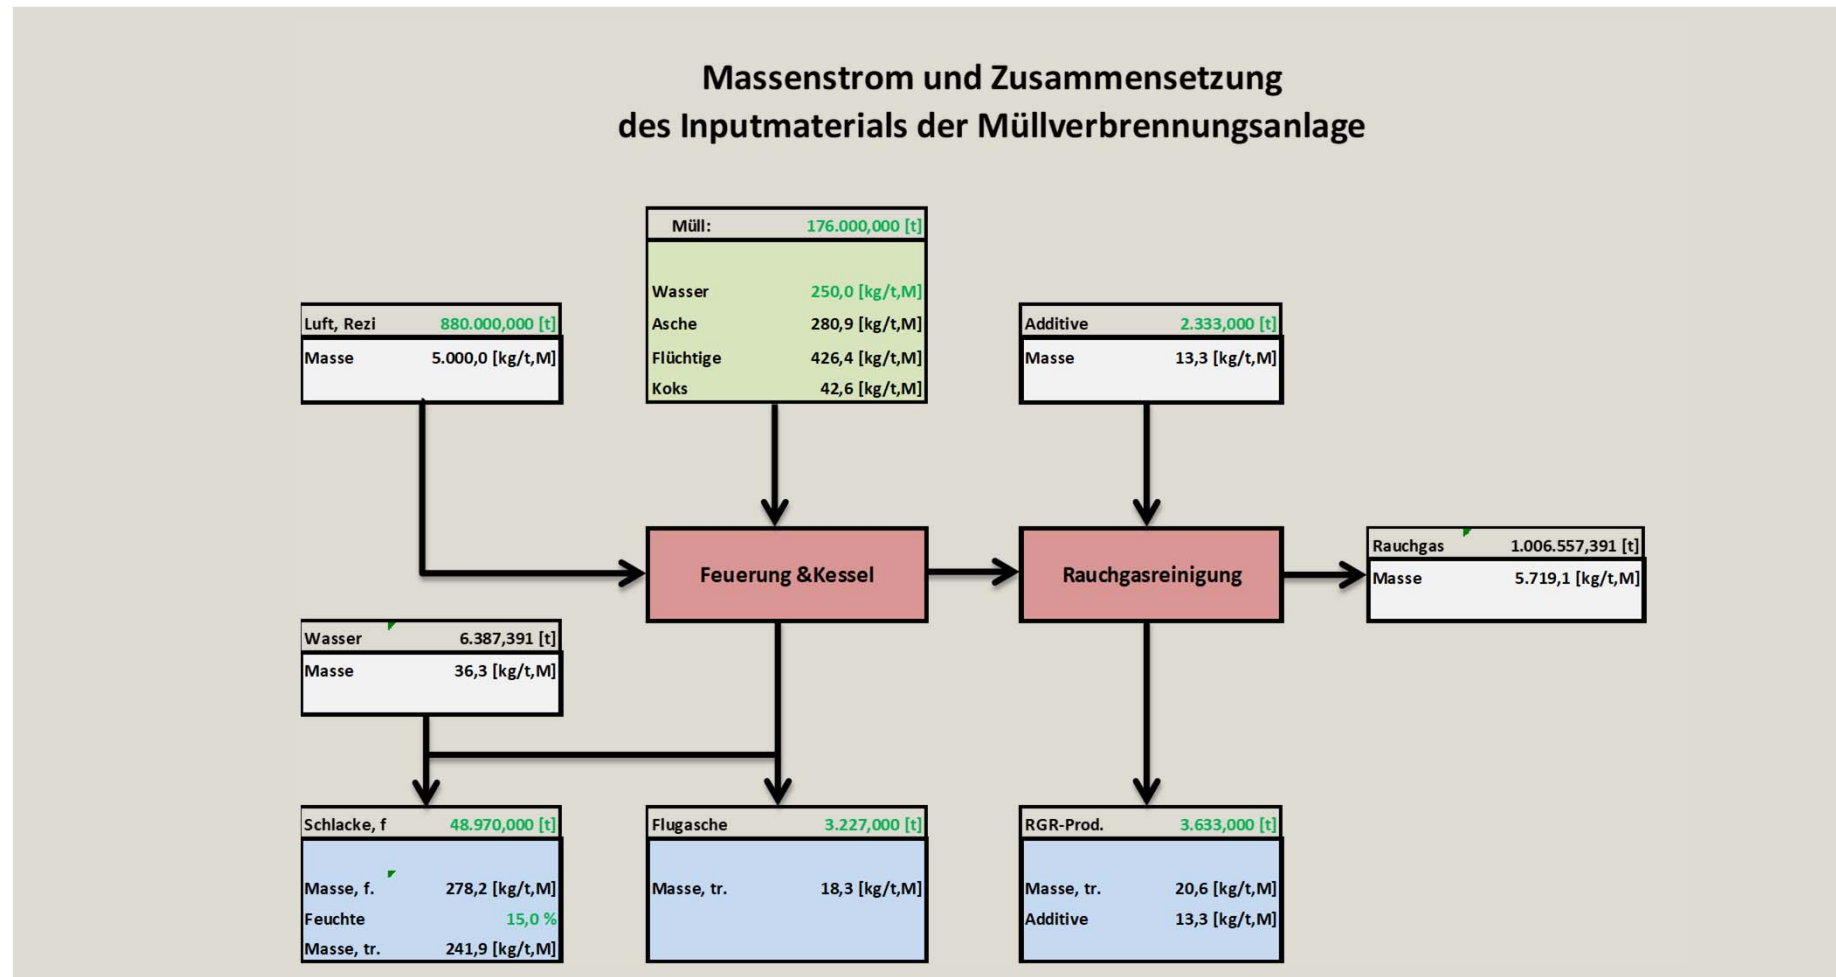 Massenstrom und Zusammensetzung
des Inputmaterials der Müllverbrennungsanlage
Müll: 176.000,000 [t]
Wasser 250,0 [kg/t,M]
Asche 280,9 [kg/t,M]
Flüchtige 426,4 [kg/t,M]
Koks 42,6 [kg/t,M]
Luft, Rezi 880.000,000 [t]
Masse 5.000,0 [kg/t,M]
Additive 2.333,000 [t]
Masse 13,3 [kg/t,M]
Feuerung &Kessel
Rauchgasreinigung
Rauchgas 1.006.557,391 [t]
Masse 5.719,1 [kg/t,M]
Wasser 6.387,391 [t]
Masse 36,3 [kg/t,M]
Schlacke, f 48.970,000 [t]
Masse, f. 278,2 [kg/t,M]
Feuchte 15,0 %
Masse, tr. 241,9 [kg/t,M]
Flugasche 3.227,000 [t]
Masse, tr. 18,3 [kg/t,M]
RGR-Prod. 3.633,000 [t]
Masse, tr. 20,6 [kg/t,M]
Additive 13,3 [kg/t,M]